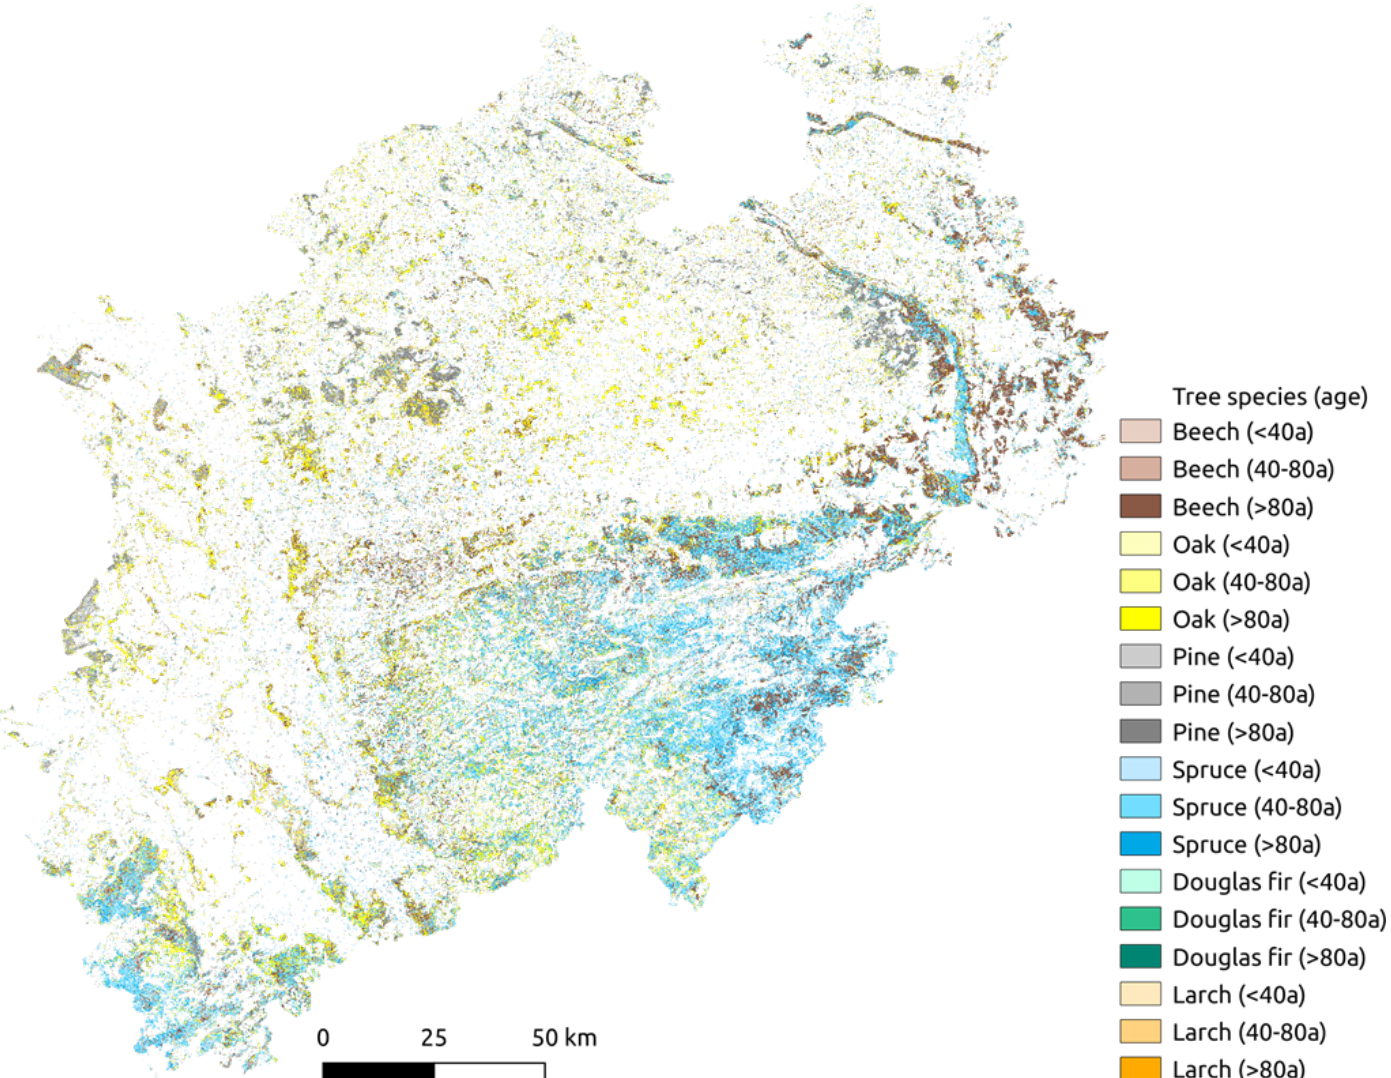 Tree species (age)
Beech (<40a)
Beech (40-80a)
Beech (>80a)
Oak (<40a)
Oak (40-80a)
Oak (>80a)
Pine (<40a)
Pine (40-80a)
Pine (>80a)
Spruce (<40a)
Spruce (40-80a)
Spruce (>80a)
Douglas fir (<40a)
Douglas fir (40-80a)
Douglas fir (>80a)
Larch (<40a)
Larch (40-80a)
Larch (>80a)
0 25 50 km